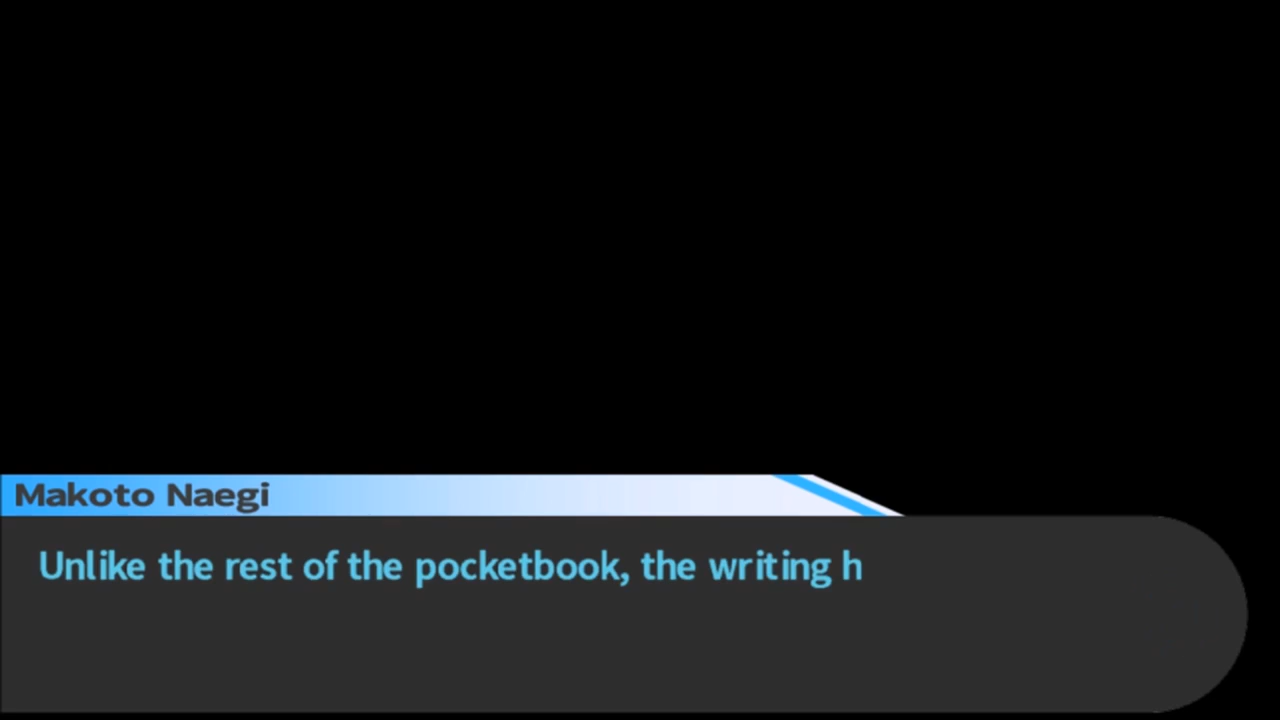 Makoto Naegi
Unlike the rest of the pocketbook, the writing h